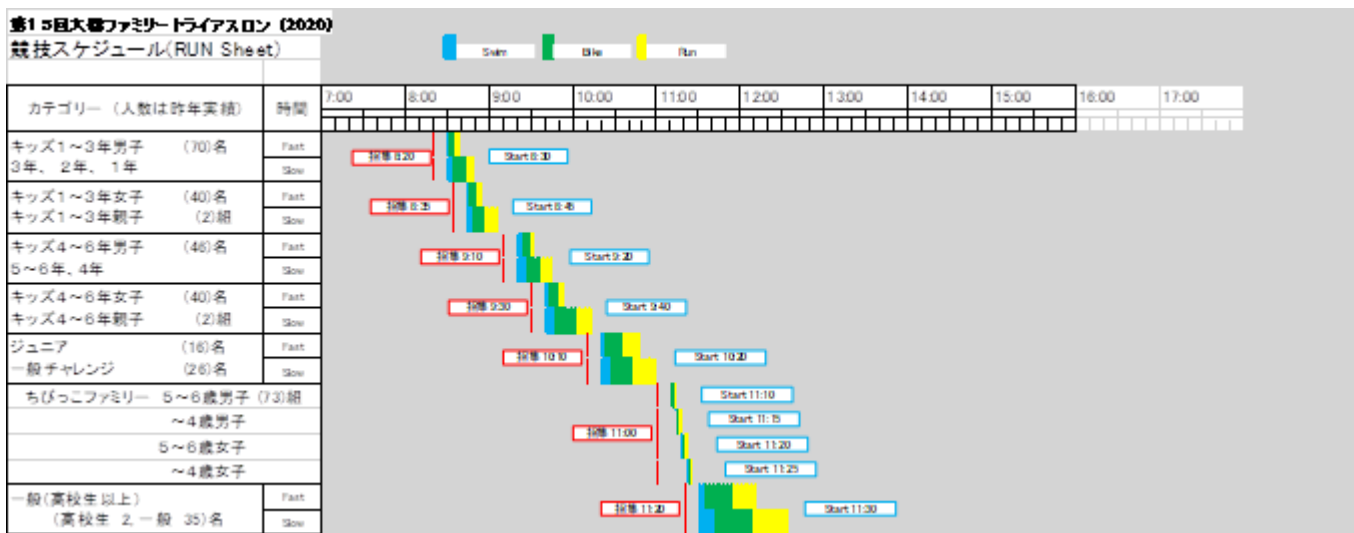 第15回大磯ファミリートライアスロン (2020)
競技スケジュール(RUN Sheet)
Swim Bike Run
カテゴリー (人数は昨年実績) 時間 7:00 8:00 9:00 10:00 11:00 12:00 13:00 14:00 15:00 16:00 17:00
キッズ1~3年男子 (70)名 Fast
招集 8:20 Start 8:30
3年、 2年、 1年 Slow
キッズ1~3年女子 (40)名 Fast
招集 8:35 Start 8:45
キッズ1~3年親子 (2)組 Slow
キッズ4~6年男子 (46)名 Fast
招集 9:10 Start 9:20
5~6年、4年 Slow
キッズ4~6年女子 (40)名 Fast
招集 9:30 Start 9:40
キッズ4~6年親子 (2)組 Slow
ジュニア (16)名 Fast
招集 10:10 Start 10:20
一般チャレンジ (26)名 Slow
ちびっこファミリー 5~6歳男子 (73)組 Start 11:10
~4歳男子 Start 11:15
招集 11:00
5~6歳女子 Start 11:20
~4歳女子 Start 11:25
一般(高校生以上) Fast
招集 11:20 Start 11:30
(高校生 2, 一般 35)名 Slow